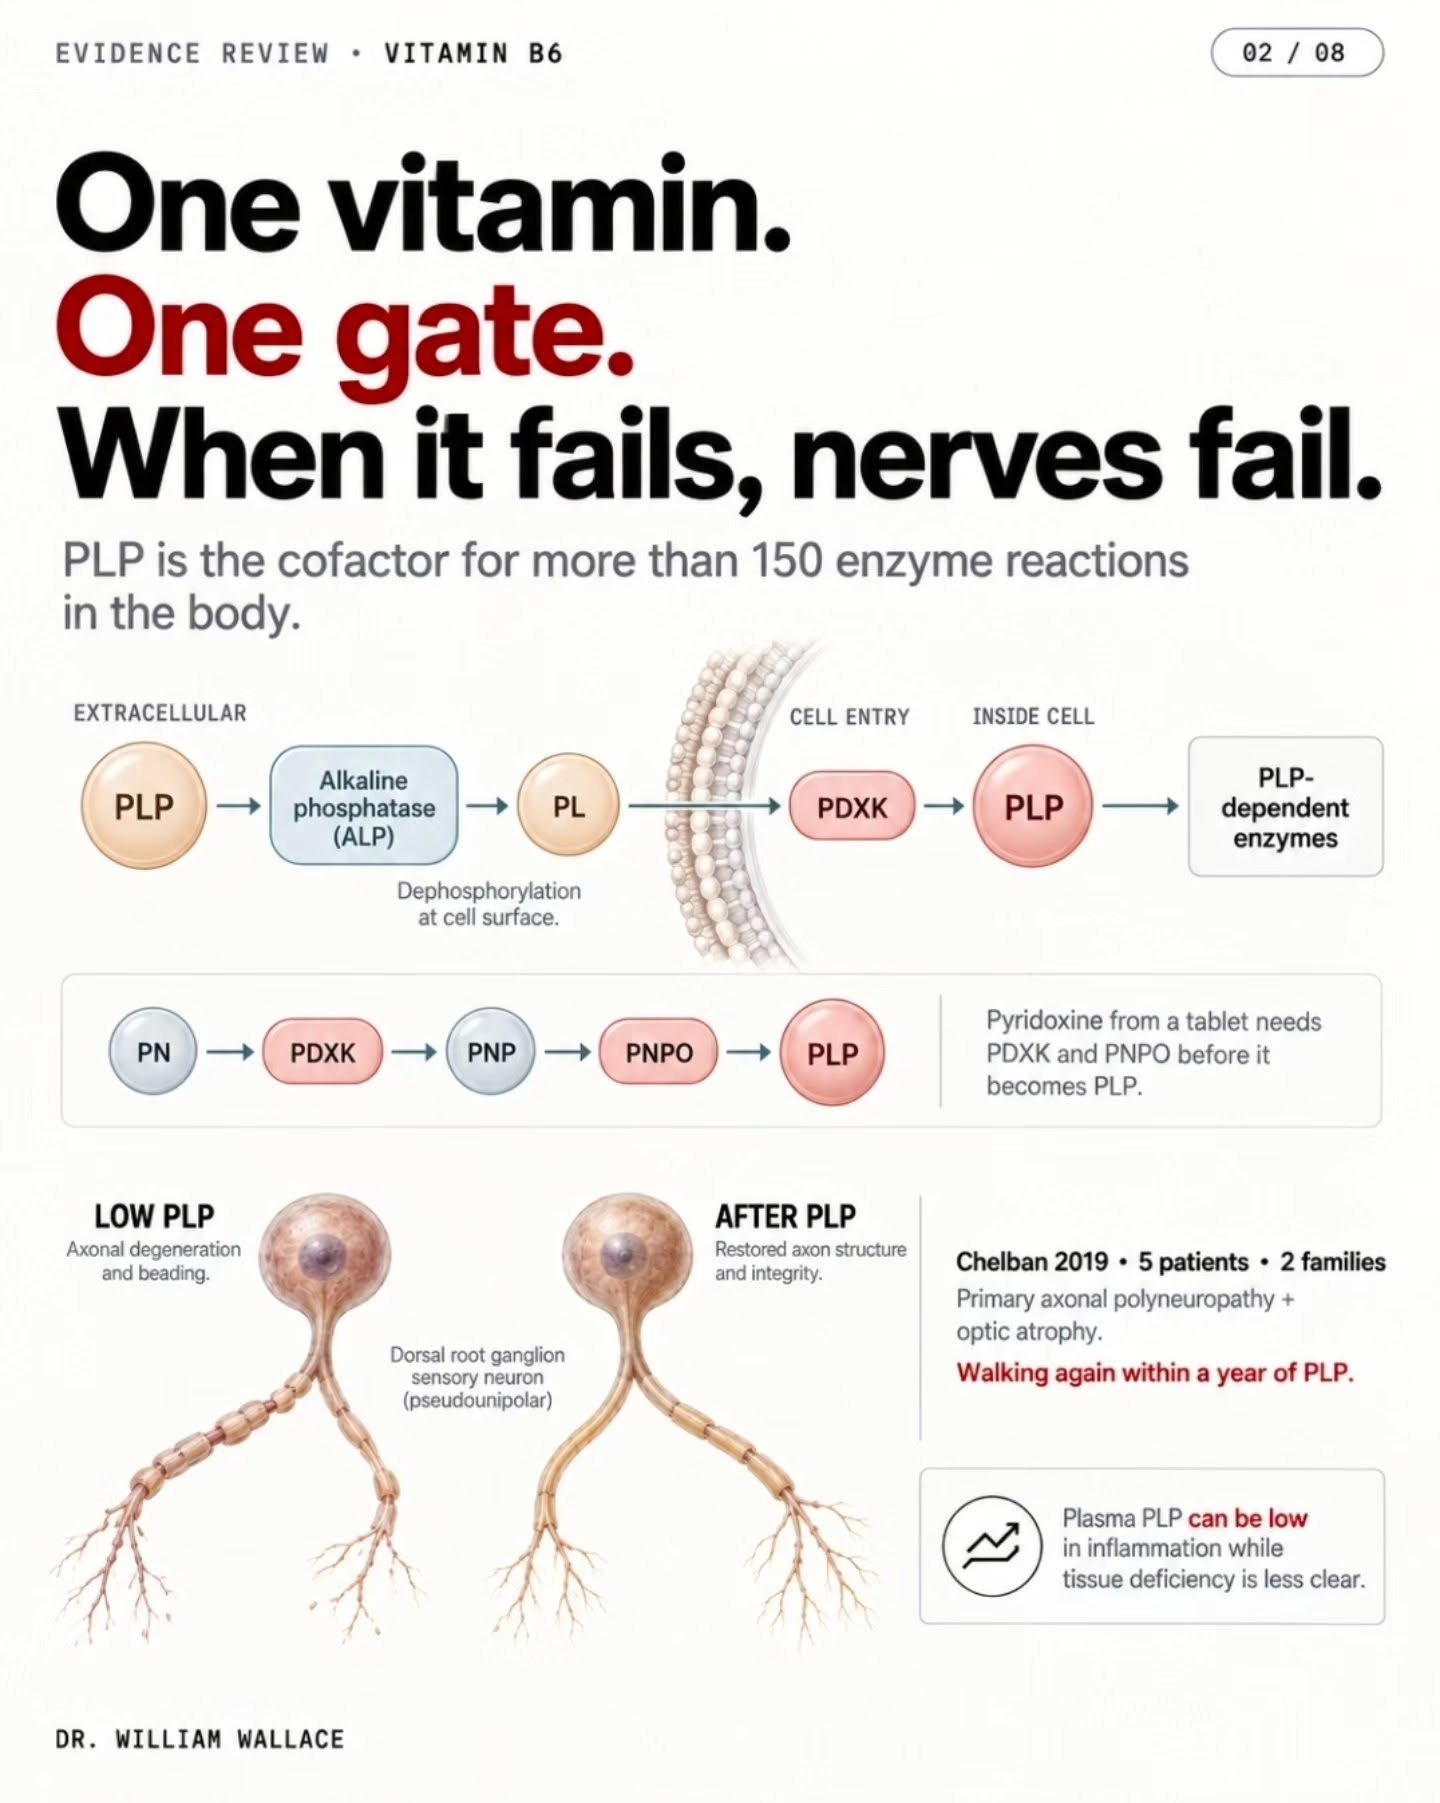 EVIDENCE REVIEW • VITAMIN B6
02 / 08
One vitamin.
One gate.
When it fails, nerves fail.
PLP is the cofactor for more than 150 enzyme reactions
in the body.
EXTRACELLULAR
CELL ENTRY
INSIDE CELL
PLP
Alkaline
phosphatase
(ALP)
PL
PDXK
PLP
PLP-
dependent
enzymes
Dephosphorylation
at cell surface.
PN
PDXK
PNP
PNPO
PLP
Pyridoxine from a tablet needs
PDXK and PNPO before it
becomes PLP.
LOW PLP
Axonal degeneration
and beading.
Dorsal root ganglion
sensory neuron
(pseudounipolar)
AFTER PLP
Restored axon structure
and integrity.
Chelban 2019 • 5 patients • 2 families
Primary axonal polyneuropathy +
optic atrophy.
Walking again within a year of PLP.
Plasma PLP can be low
in inflammation while
tissue deficiency is less clear.
DR. WILLIAM WALLACE